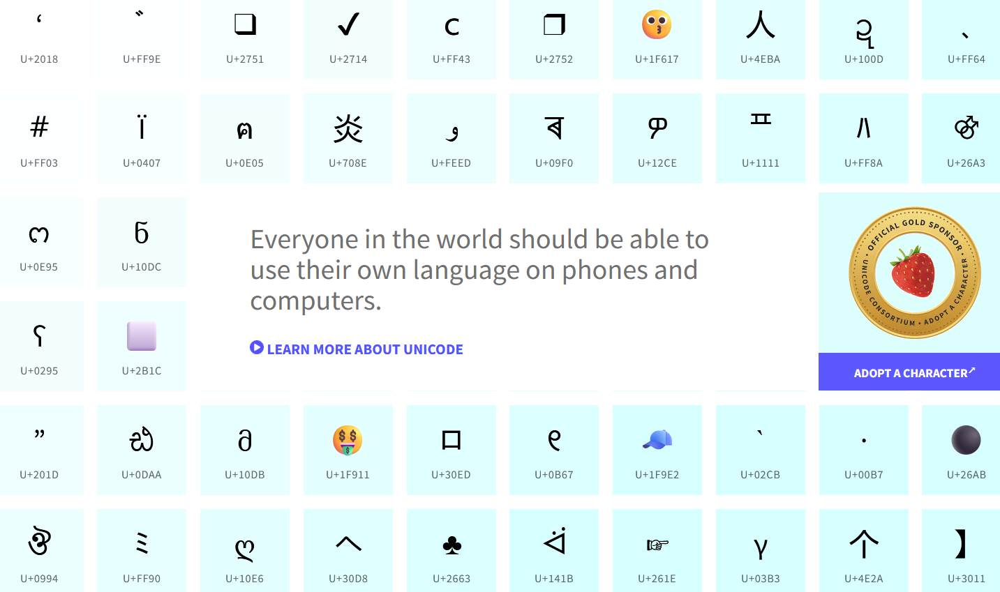 ‘ ﾞ ❑ ✔ ｃ ❒ 😗 人 ဍ ､
U+2018 U+FF9E U+2751 U+2714 U+FF43 U+2752 U+1F617 U+4EBA U+100D U+FF64
＃ Ї ฅ 炎 ﻭ ৰ ዎ ᄑ ﾊ ⚣
U+FF03 U+0407 U+0E05 U+708E U+FEED U+09F0 U+12CE U+1111 U+FF8A U+26A3
ຕ ნ
U+0E95 U+10DC
Everyone in the world should be able to
use their own language on phones and
computers.
LEARN MORE ABOUT UNICODE
OFFICIAL GOLD SPONSOR •
UNICODE CONSORTIUM • ADOPT A CHARACTER •
ADOPT A CHARACTER↗
ʕ ⬜
U+0295 U+2B1C
” ඪ მ 🤑 ロ ୧ 🧢 ˋ · ⚫
U+201D U+0DAA U+10DB U+1F911 U+30ED U+0B67 U+1F9E2 U+02CB U+00B7 U+26AB
ঔ ﾐ ღ ヘ ♣ ᐛ ☞ γ 个 】
U+0994 U+FF90 U+10E6 U+30D8 U+2663 U+141B U+261E U+03B3 U+4E2A U+3011